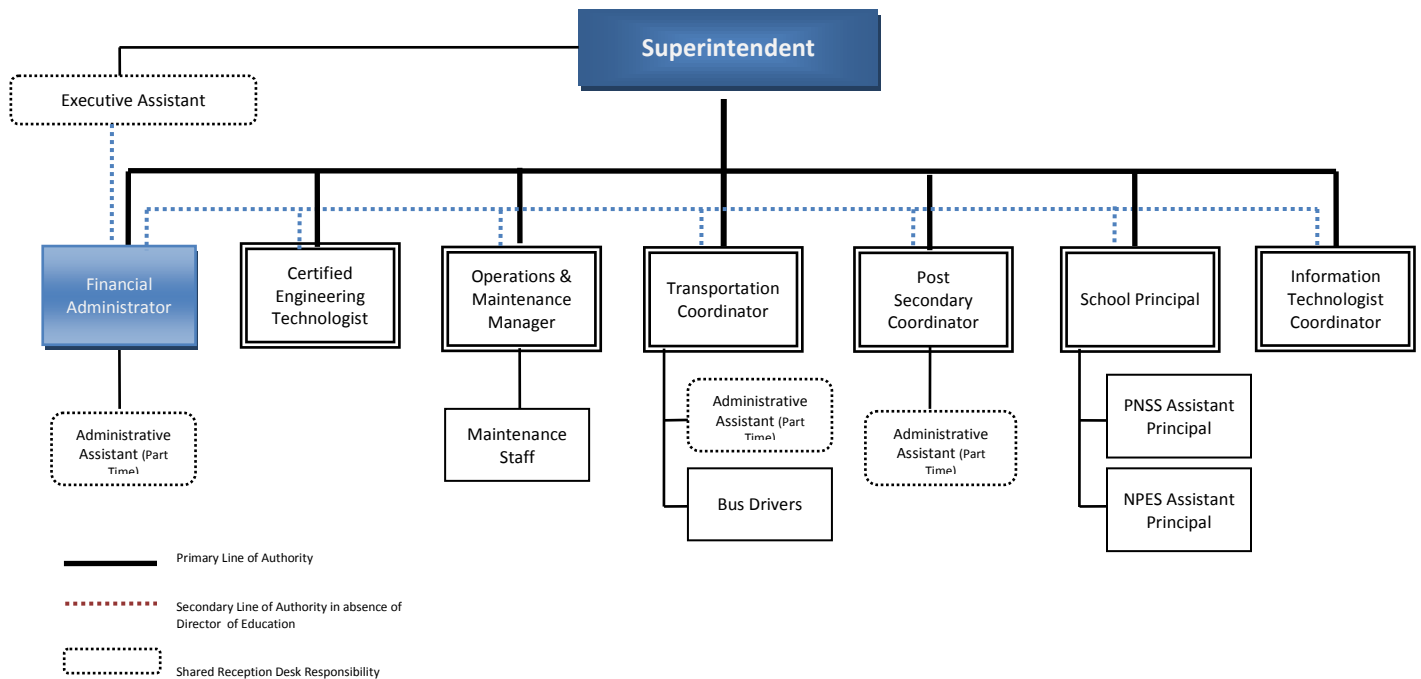 Superintendent
Executive Assistant
Financial
Administrator
Certified
Engineering
Technologist
Operations &
Maintenance
Manager
Transportation
Coordinator
Post
Secondary
Coordinator
School Principal
Information
Technologist
Coordinator
Administrative
Assistant (Part
Time)
Maintenance
Staff
Administrative
Assistant (Part
Time)
Bus Drivers
Administrative
Assistant (Part
Time)
PNSS Assistant
Principal
NPES Assistant
Principal
Primary Line of Authority
Secondary Line of Authority in absence of
Director of Education
Shared Reception Desk Responsibility